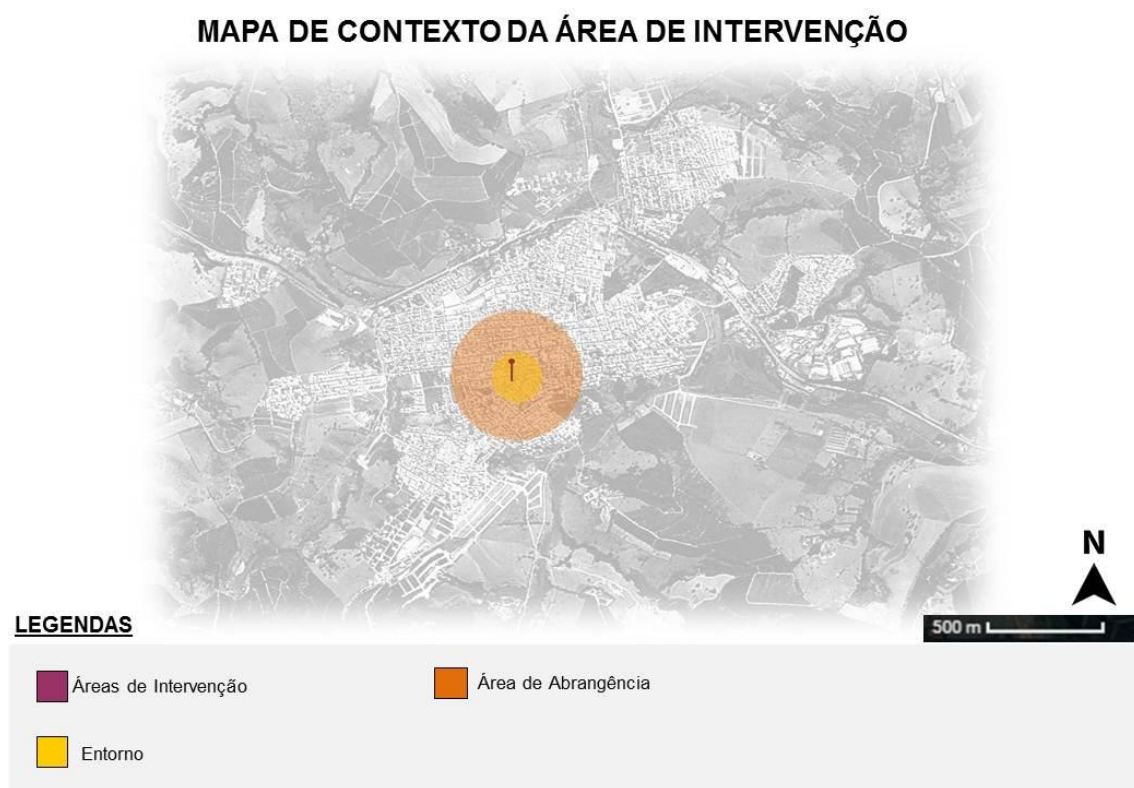 MAPA DE CONTEXTO DA ÁREA DE INTERVENÇÃO
N
500 m
LEGENDAS
Áreas de Intervenção
Área de Abrangência
Entorno